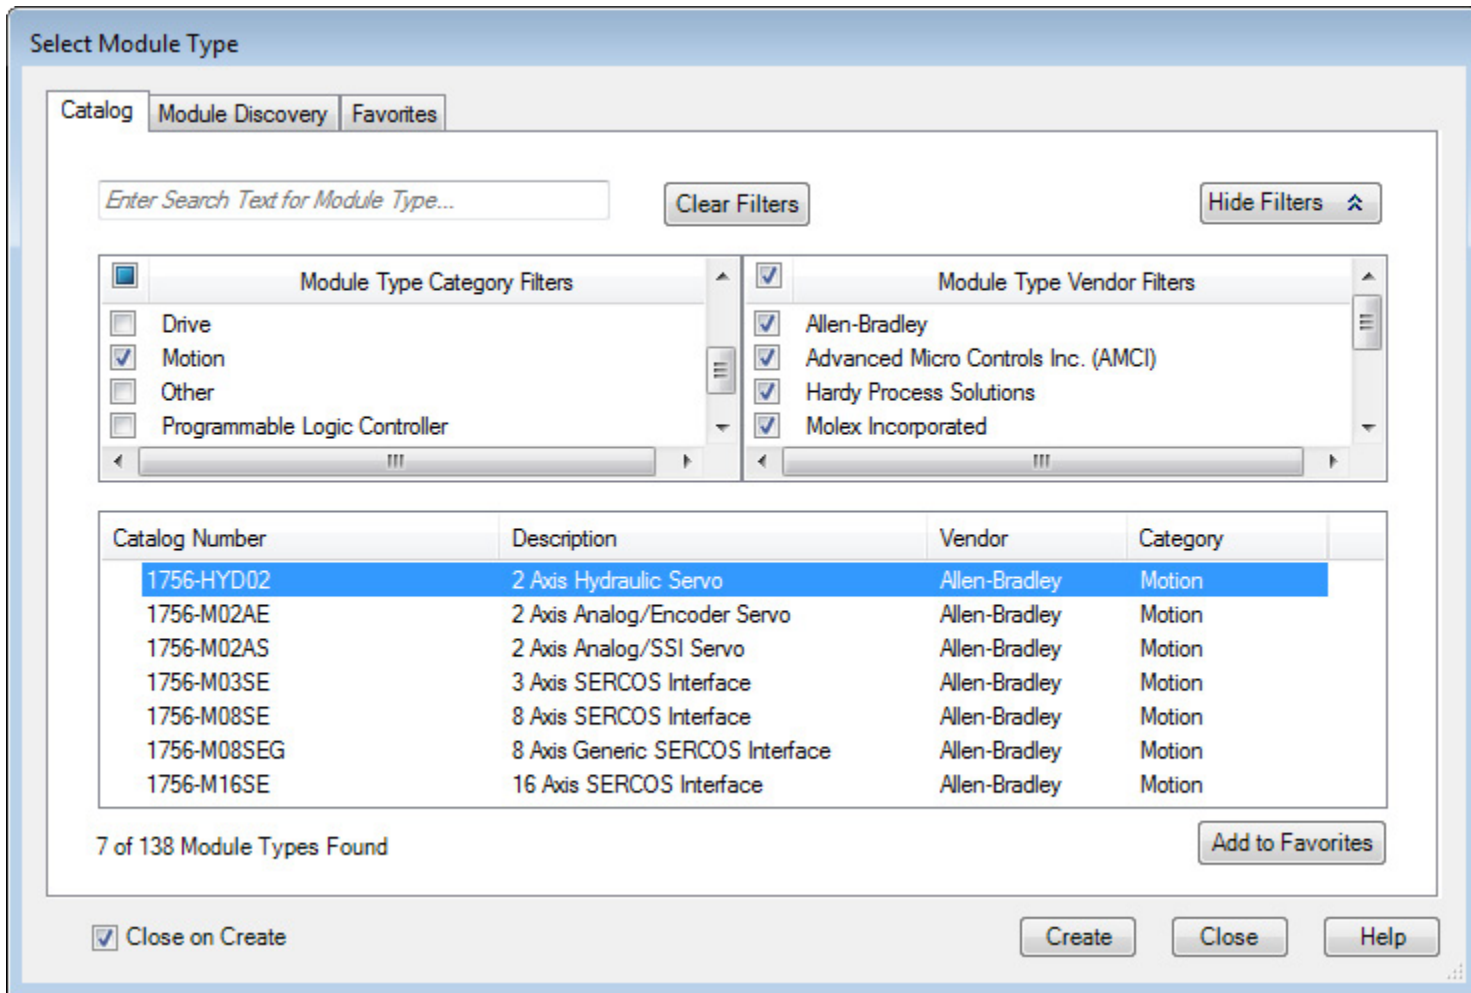 Select Module Type
Catalog Module Discovery Favorites
Enter Search Text for Module Type... Clear Filters Hide Filters
Module Type Category Filters Module Type Vendor Filters
Drive Allen-Bradley
Motion Advanced Micro Controls Inc. (AMCI)
Other Hardy Process Solutions
Programmable Logic Controller Molex Incorporated
Catalog Number Description Vendor Category
1756-HYD02 2 Axis Hydraulic Servo Allen-Bradley Motion
1756-M02AE 2 Axis Analog/Encoder Servo Allen-Bradley Motion
1756-M02AS 2 Axis Analog/SSI Servo Allen-Bradley Motion
1756-M03SE 3 Axis SERCOS Interface Allen-Bradley Motion
1756-M08SE 8 Axis SERCOS Interface Allen-Bradley Motion
1756-M08SEG 8 Axis Generic SERCOS Interface Allen-Bradley Motion
1756-M16SE 16 Axis SERCOS Interface Allen-Bradley Motion
7 of 138 Module Types Found Add to Favorites
Close on Create Create Close Help